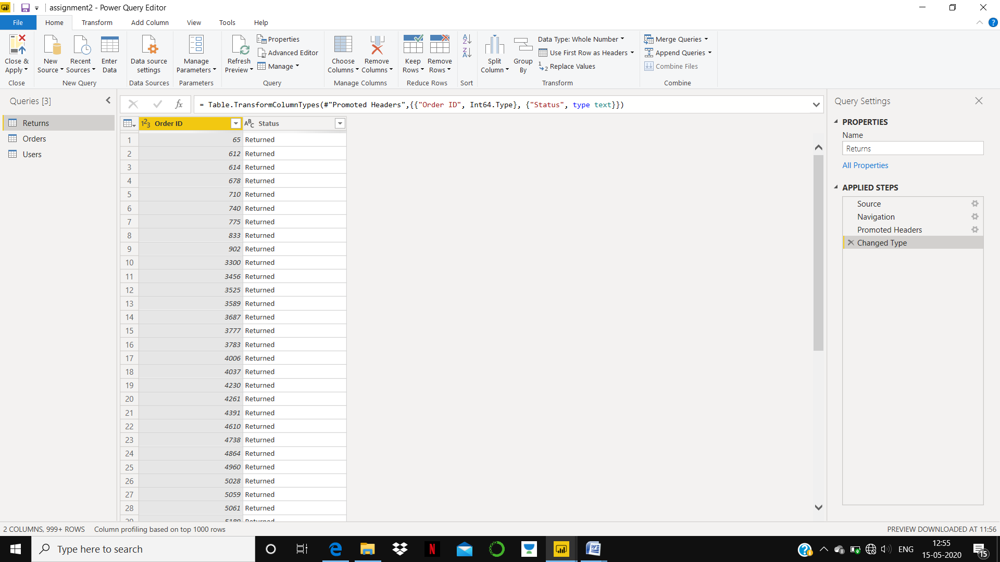 assignment2 - Power Query Editor
File Home Transform Add Column View Tools Help
Close & Apply
New Source
Recent Sources
Enter Data
Data source settings
Manage Parameters
Refresh Preview
Properties
Advanced Editor
Manage
Choose Columns
Remove Columns
Keep Rows
Remove Rows
Split Column
Group By
Data Type: Whole Number
Use First Row as Headers
Replace Values
Merge Queries
Append Queries
Combine Files
Close New Query Data Sources Parameters Query Manage Columns Reduce Rows Sort Transform Combine
Queries [3]
Returns
Orders
Users
fx = Table.TransformColumnTypes(#"Promoted Headers",{{"Order ID", Int64.Type}, {"Status", type text}})
Order ID Status
1 65 Returned
2 612 Returned
3 614 Returned
4 678 Returned
5 710 Returned
6 740 Returned
7 775 Returned
8 833 Returned
9 902 Returned
10 3300 Returned
11 3456 Returned
12 3525 Returned
13 3589 Returned
14 3687 Returned
15 3777 Returned
16 3783 Returned
17 4006 Returned
18 4037 Returned
19 4230 Returned
20 4261 Returned
21 4391 Returned
22 4610 Returned
23 4738 Returned
24 4864 Returned
25 4960 Returned
26 5028 Returned
27 5059 Returned
28 5061 Returned
Query Settings
PROPERTIES
Name
Returns
All Properties
APPLIED STEPS
Source
Navigation
Promoted Headers
Changed Type
2 COLUMNS, 999+ ROWS Column profiling based on top 1000 rows
PREVIEW DOWNLOADED AT 11:56
Type here to search
ENG
12:55
15-05-2020
15